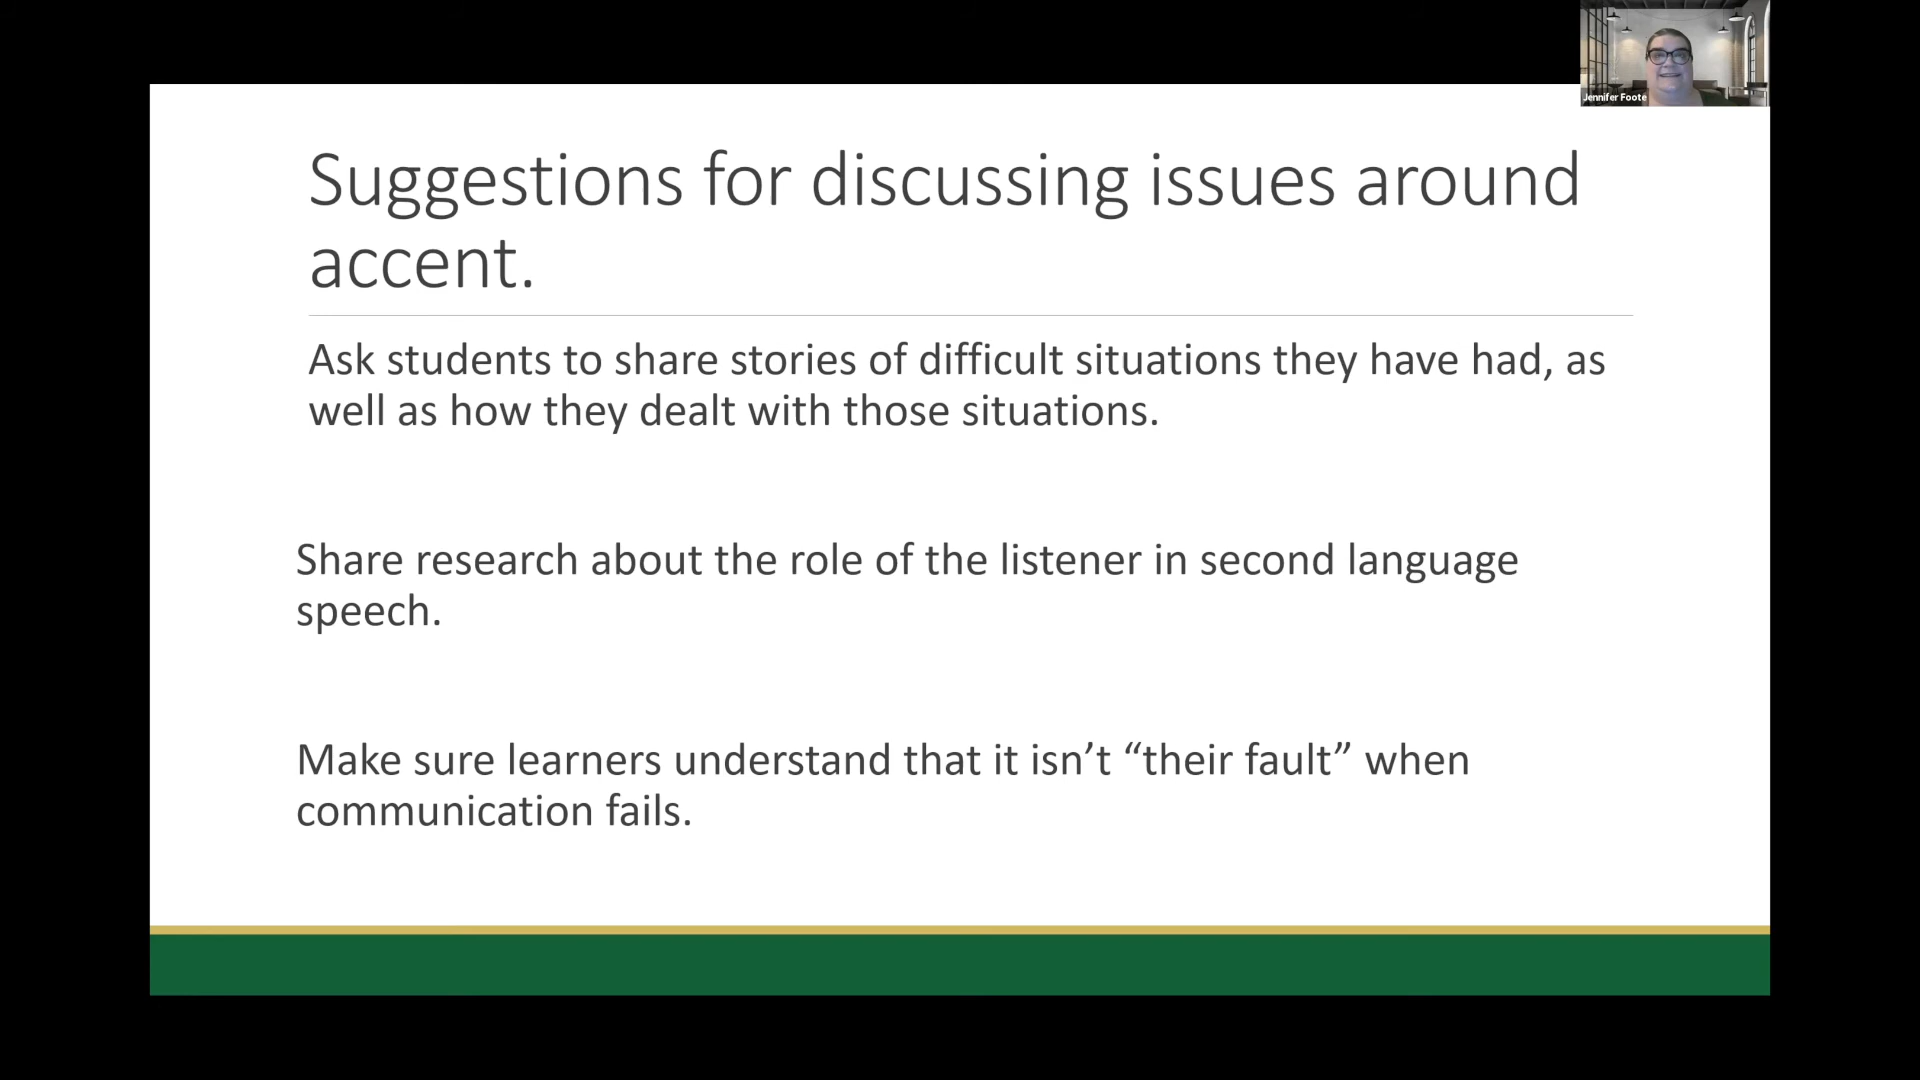 Jennifer Foote
Suggestions for discussing issues around
accent.
Ask students to share stories of difficult situations they have had, as
well as how they dealt with those situations.
Share research about the role of the listener in second language
speech.
Make sure learners understand that it isn’t “their fault” when
communication fails.